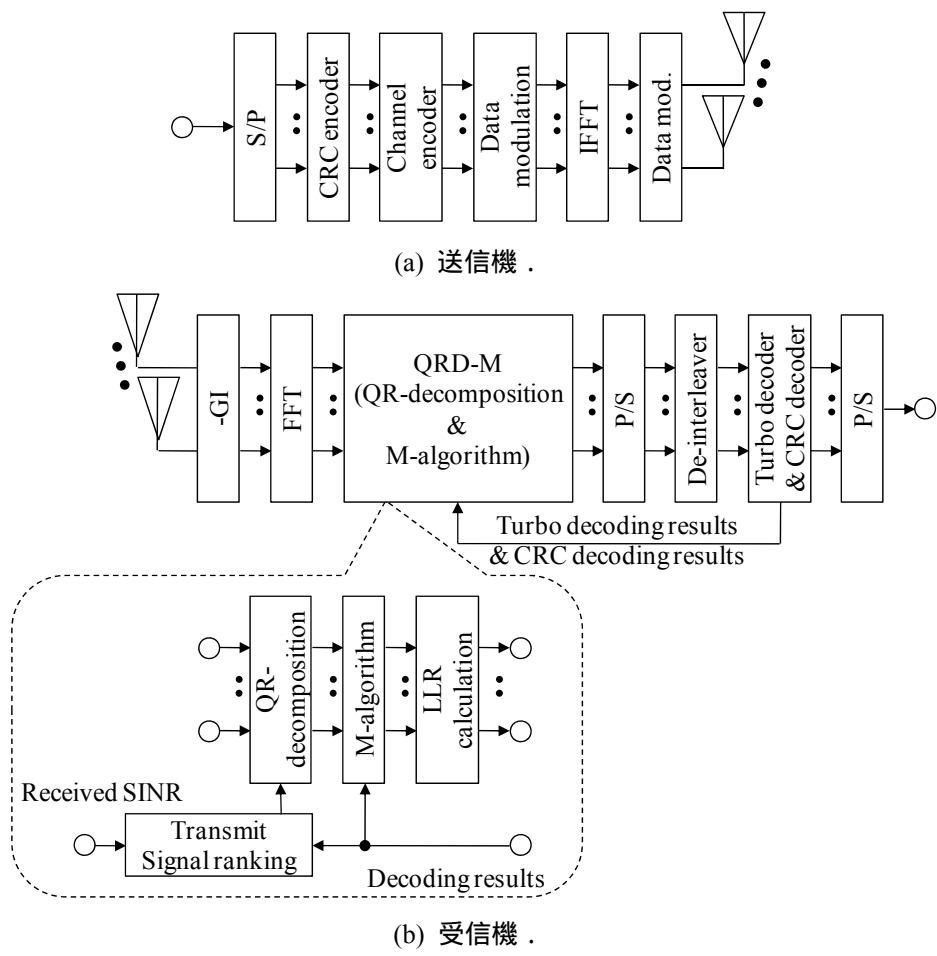 S/P
CRC encoder
Channel
encoder
Data
modulation
IFFT
Data mod.
(a) 送信機．
-GI
FFT
QRD-M
(QR-decomposition
&
M-algorithm)
P/S
De-interleaver
Turbo decoder
& CRC decoder
P/S
Turbo decoding results
& CRC decoding results
QR-
decomposition
M-algorithm
LLR
calculation
Received SINR
Transmit
Signal ranking
Decoding results
(b) 受信機．